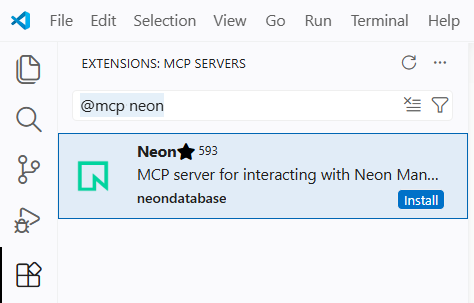 File Edit Selection View Go Run Terminal Help
EXTENSIONS: MCP SERVERS
@mcp neon
Neon 593
MCP server for interacting with Neon Man...
neondatabase Install